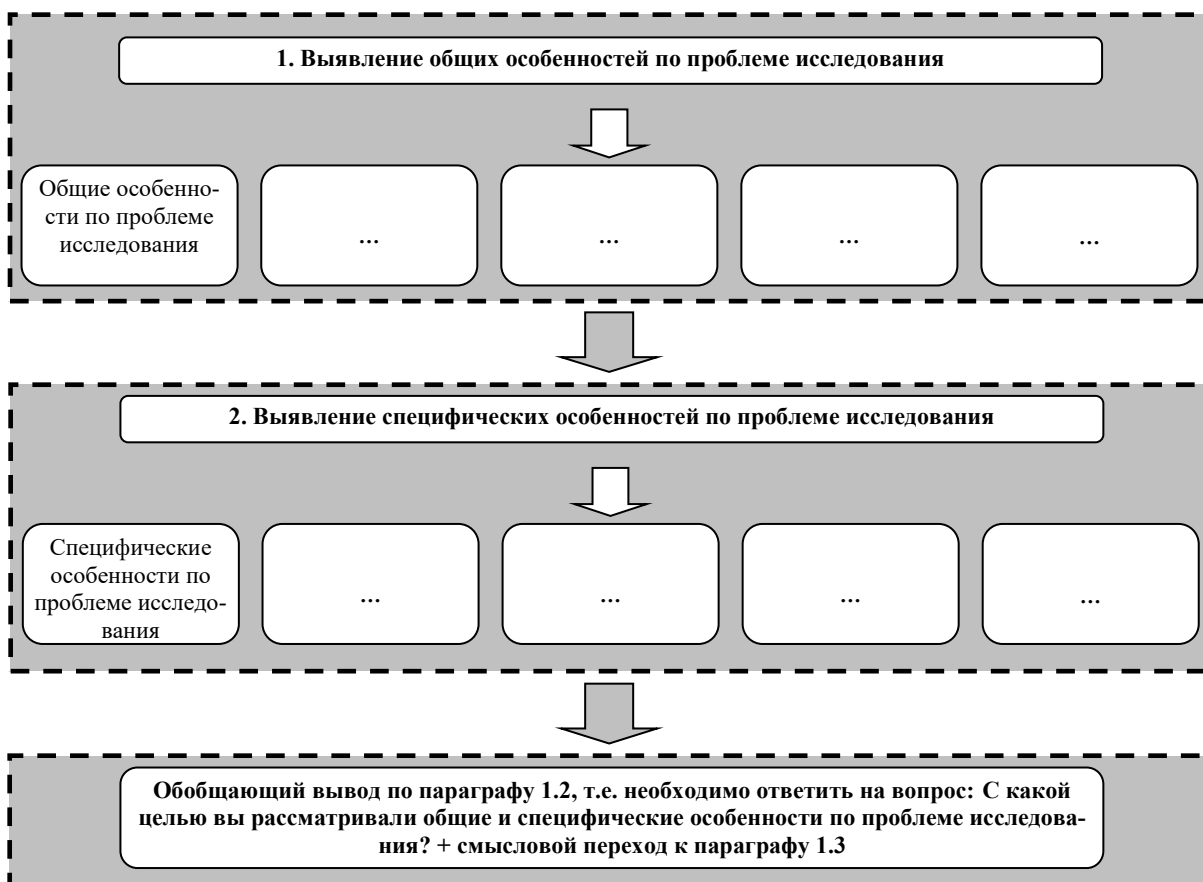 1. Выявление общих особенностей по проблеме исследования
Общие особенно-
сти по проблеме
исследования
...
...
...
...
2. Выявление специфических особенностей по проблеме исследования
Специфические
особенности по
проблеме исследо-
вания
...
...
...
...
Обобщающий вывод по параграфу 1.2, т.е. необходимо ответить на вопрос: С какой
целью вы рассматривали общие и специфические особенности по проблеме исследова-
ния? + смысловой переход к параграфу 1.3